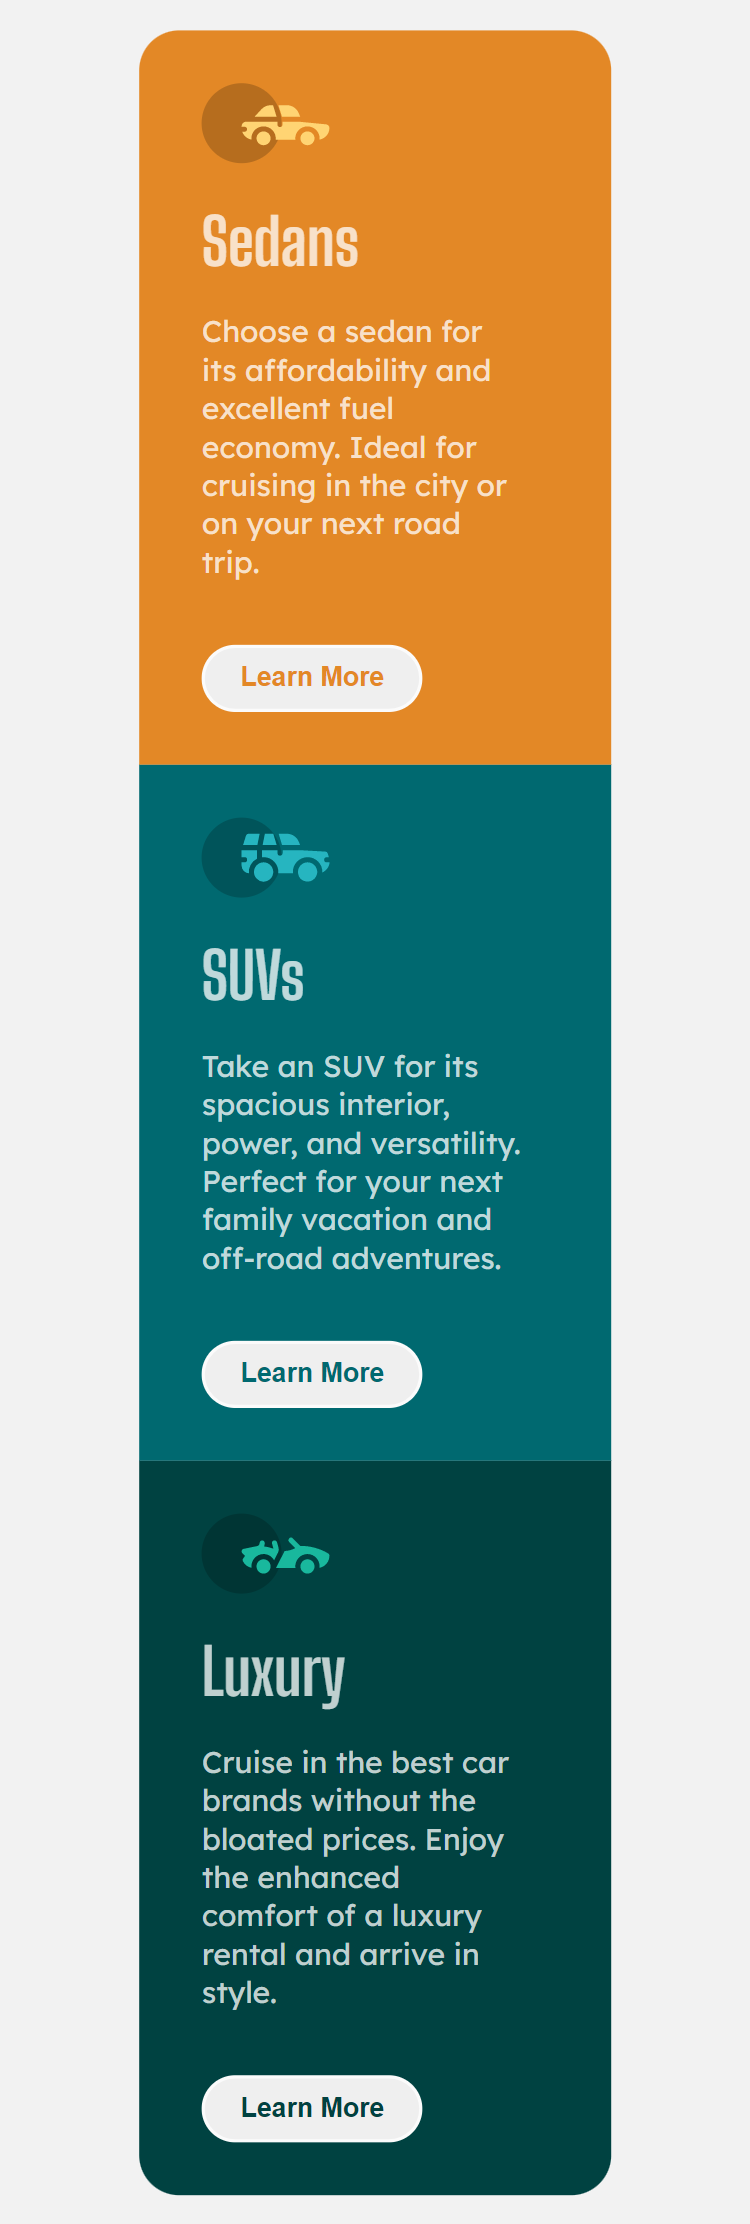 Sedans
Choose a sedan for
its affordability and
excellent fuel
economy. Ideal for
cruising in the city or
on your next road
trip.
Learn More
SUVs
Take an SUV for its
spacious interior,
power, and versatility.
Perfect for your next
family vacation and
off-road adventures.
Learn More
Luxury
Cruise in the best car
brands without the
bloated prices. Enjoy
the enhanced
comfort of a luxury
rental and arrive in
style.
Learn More